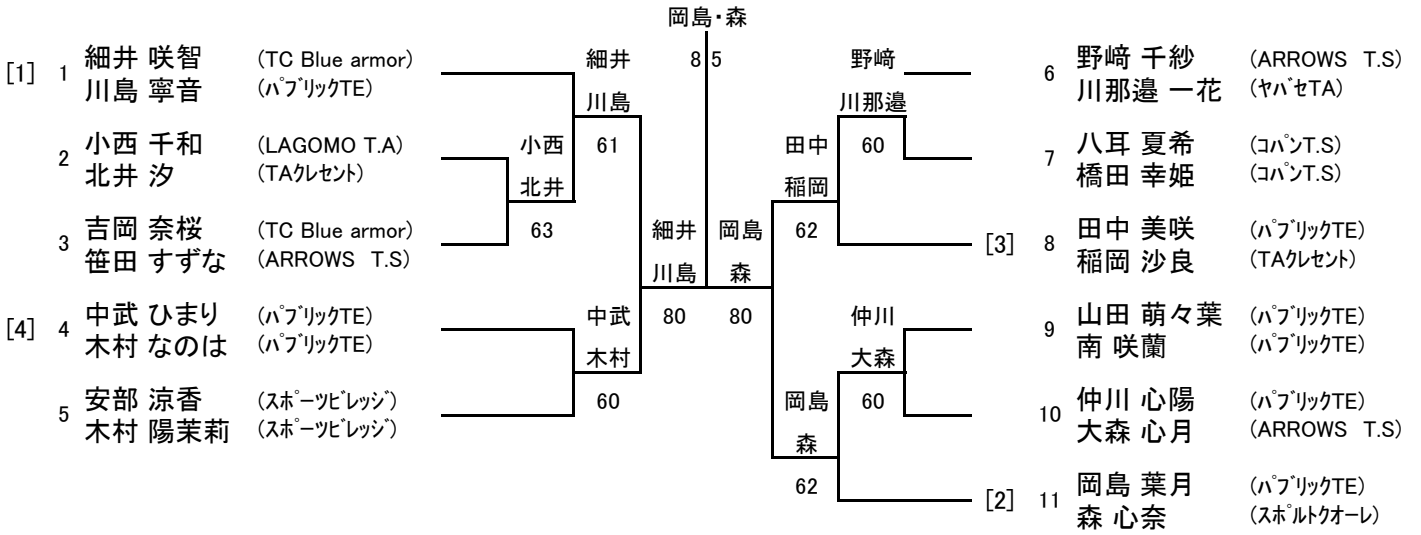 岡島・森
8 5
[1] 1 細井 咲智 (TC Blue armor)
川島 寧音 (パブリックTE)
2 小西 千和 (LAGOMO T.A)
北井 汐 (TAクレセント)
3 吉岡 奈桜 (TC Blue armor)
笹田 すずな (ARROWS T.S)
[4] 4 中武 ひまり (パブリックTE)
木村 なのは (パブリックTE)
5 安部 涼香 (スポーツビレッジ)
木村 陽茉莉 (スポーツビレッジ)
小西
北井
63
細井
川島
61
中武
木村
60
細井
川島
80
岡島
森
80
田中
稲岡
62
岡島
森
62
野﨑
川那邉
60
仲川
大森
60
6 野﨑 千紗 (ARROWS T.S)
川那邉 一花 (ヤバセTA)
7 八耳 夏希 (コパンT.S)
橋田 幸姫 (コパンT.S)
[3] 8 田中 美咲 (パブリックTE)
稲岡 沙良 (TAクレセント)
9 山田 萌々葉 (パブリックTE)
南 咲蘭 (パブリックTE)
10 仲川 心陽 (パブリックTE)
大森 心月 (ARROWS T.S)
[2] 11 岡島 葉月 (パブリックTE)
森 心奈 (スポルトクオーレ)